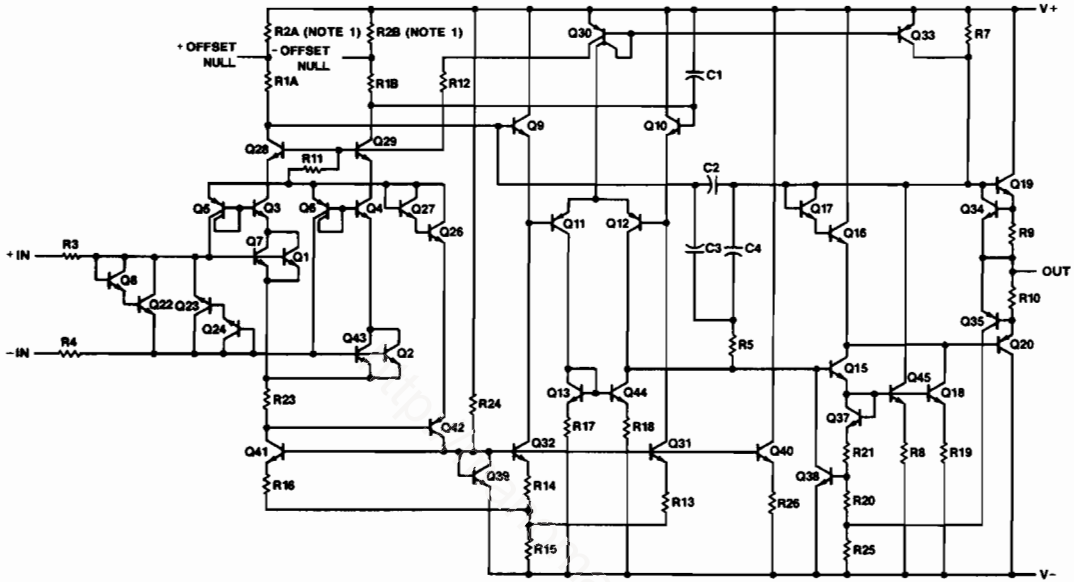 V+
R2A (NOTE 1)
R2B (NOTE 1)
Q30
Q33
R7
+ OFFSET
NULL
- OFFSET
NULL
R1A
R1B
R12
C1
Q9
Q10
Q28
Q29
R11
C2
Q19
Q5
Q3
Q6
Q4
Q27
Q17
Q34
Q26
Q11
Q12
Q16
R9
+IN
R3
Q7
Q1
C3
C4
OUT
Q8
Q22
Q23
Q24
R10
Q35
-IN
R4
Q43
Q2
R5
Q20
Q15
R23
R24
Q13
Q44
Q45
Q18
Q37
Q42
R17
R18
Q41
Q32
Q31
Q40
R21
R8
R19
Q39
Q38
R16
R14
R13
R26
R20
R15
R25
V-